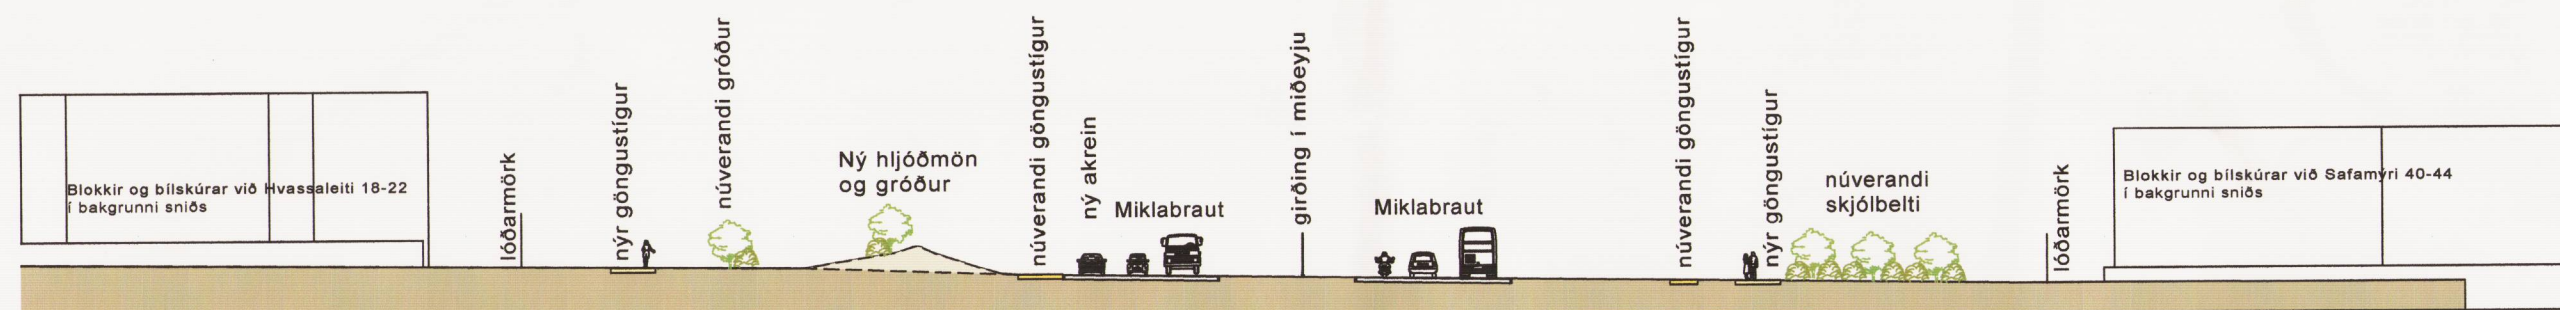 Blokkir og bílskúrar við Hvassaleiti 18-22
í bakgrunni sniðs
lóðarmörk
nýr göngustígur
núverandi gróður
Ný hljóðmön
og gróður
núverandi göngustígur
ný akrein
Miklabraut
girðing í miðeyju
Miklabraut
núverandi göngustígur
nýr göngustígur
núverandi
skjólbelti
lóðarmörk
Blokkir og bílskúrar við Safamýri 40-44
í bakgrunni sniðs